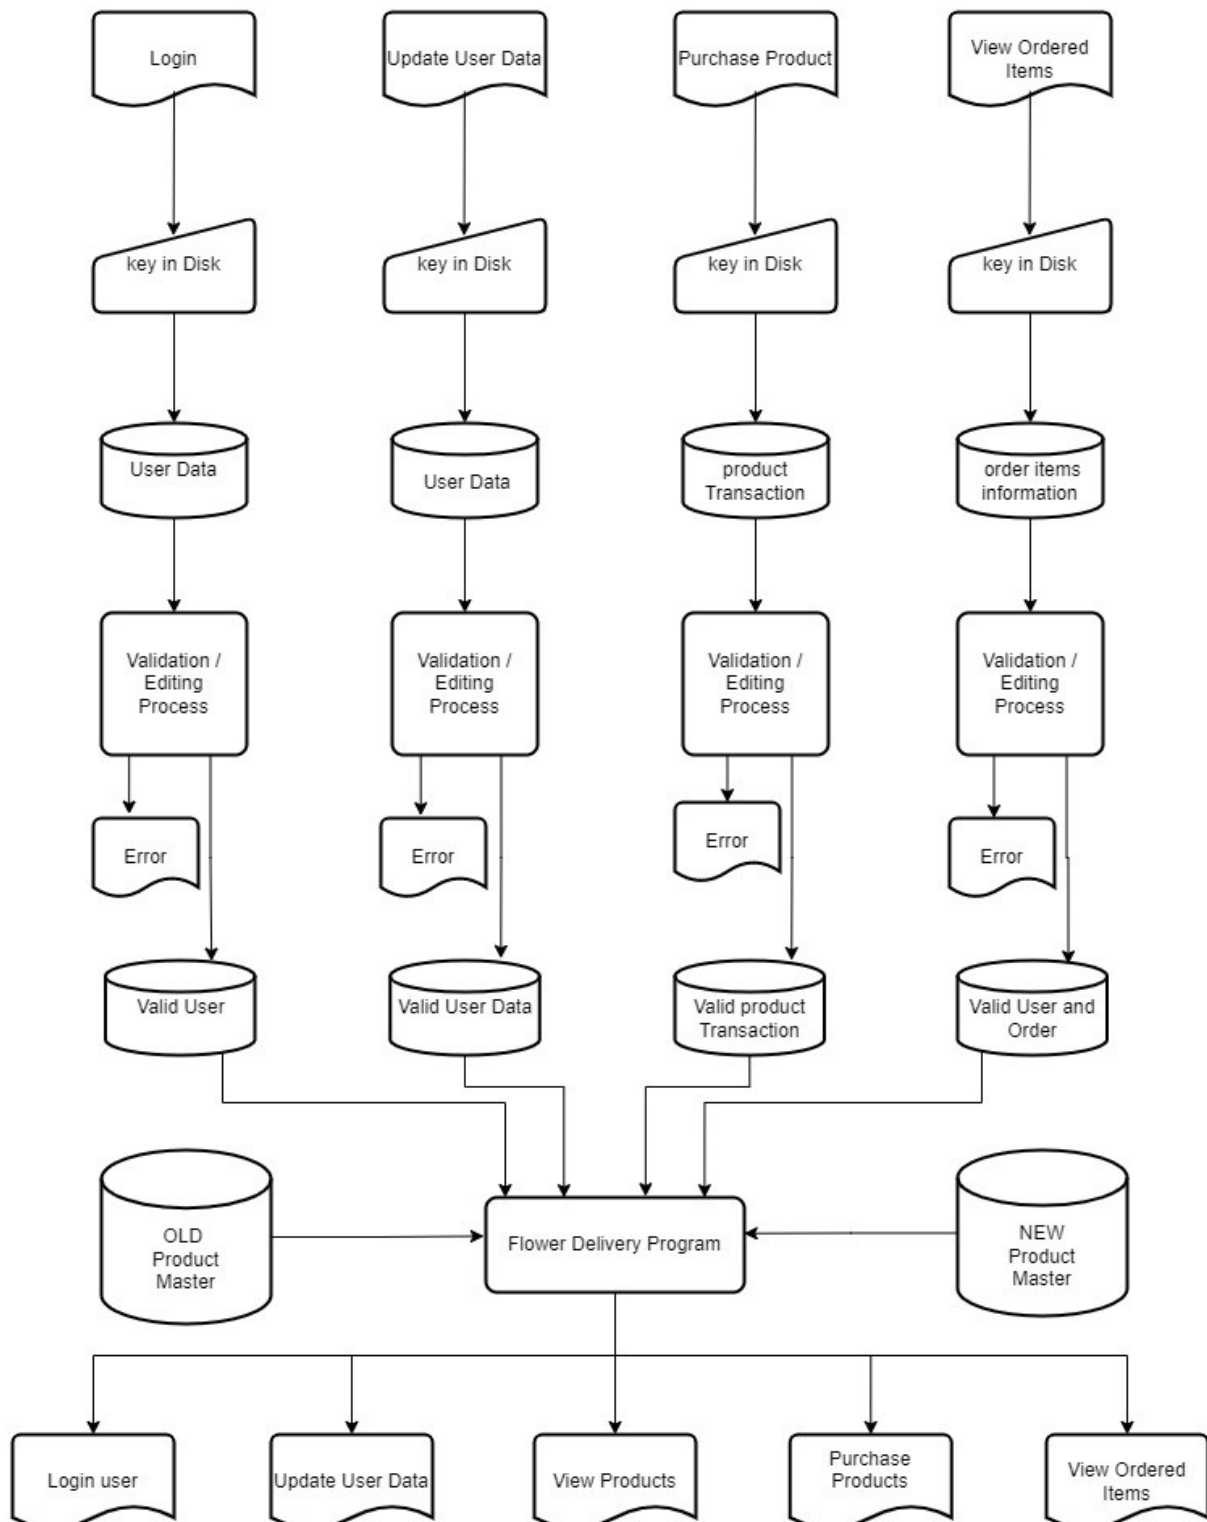 Login
Update User Data
Purchase Product
View Ordered
Items
key in Disk
key in Disk
key in Disk
key in Disk
User Data
User Data
product
Transaction
order items
information
Validation /
Editing
Process
Validation /
Editing
Process
Validation /
Editing
Process
Validation /
Editing
Process
Error
Error
Error
Error
Valid User
Valid User Data
Valid product
Transaction
Valid User and
Order
OLD
Product
Master
Flower Delivery Program
NEW
Product
Master
Login user
Update User Data
View Products
Purchase
Products
View Ordered
Items